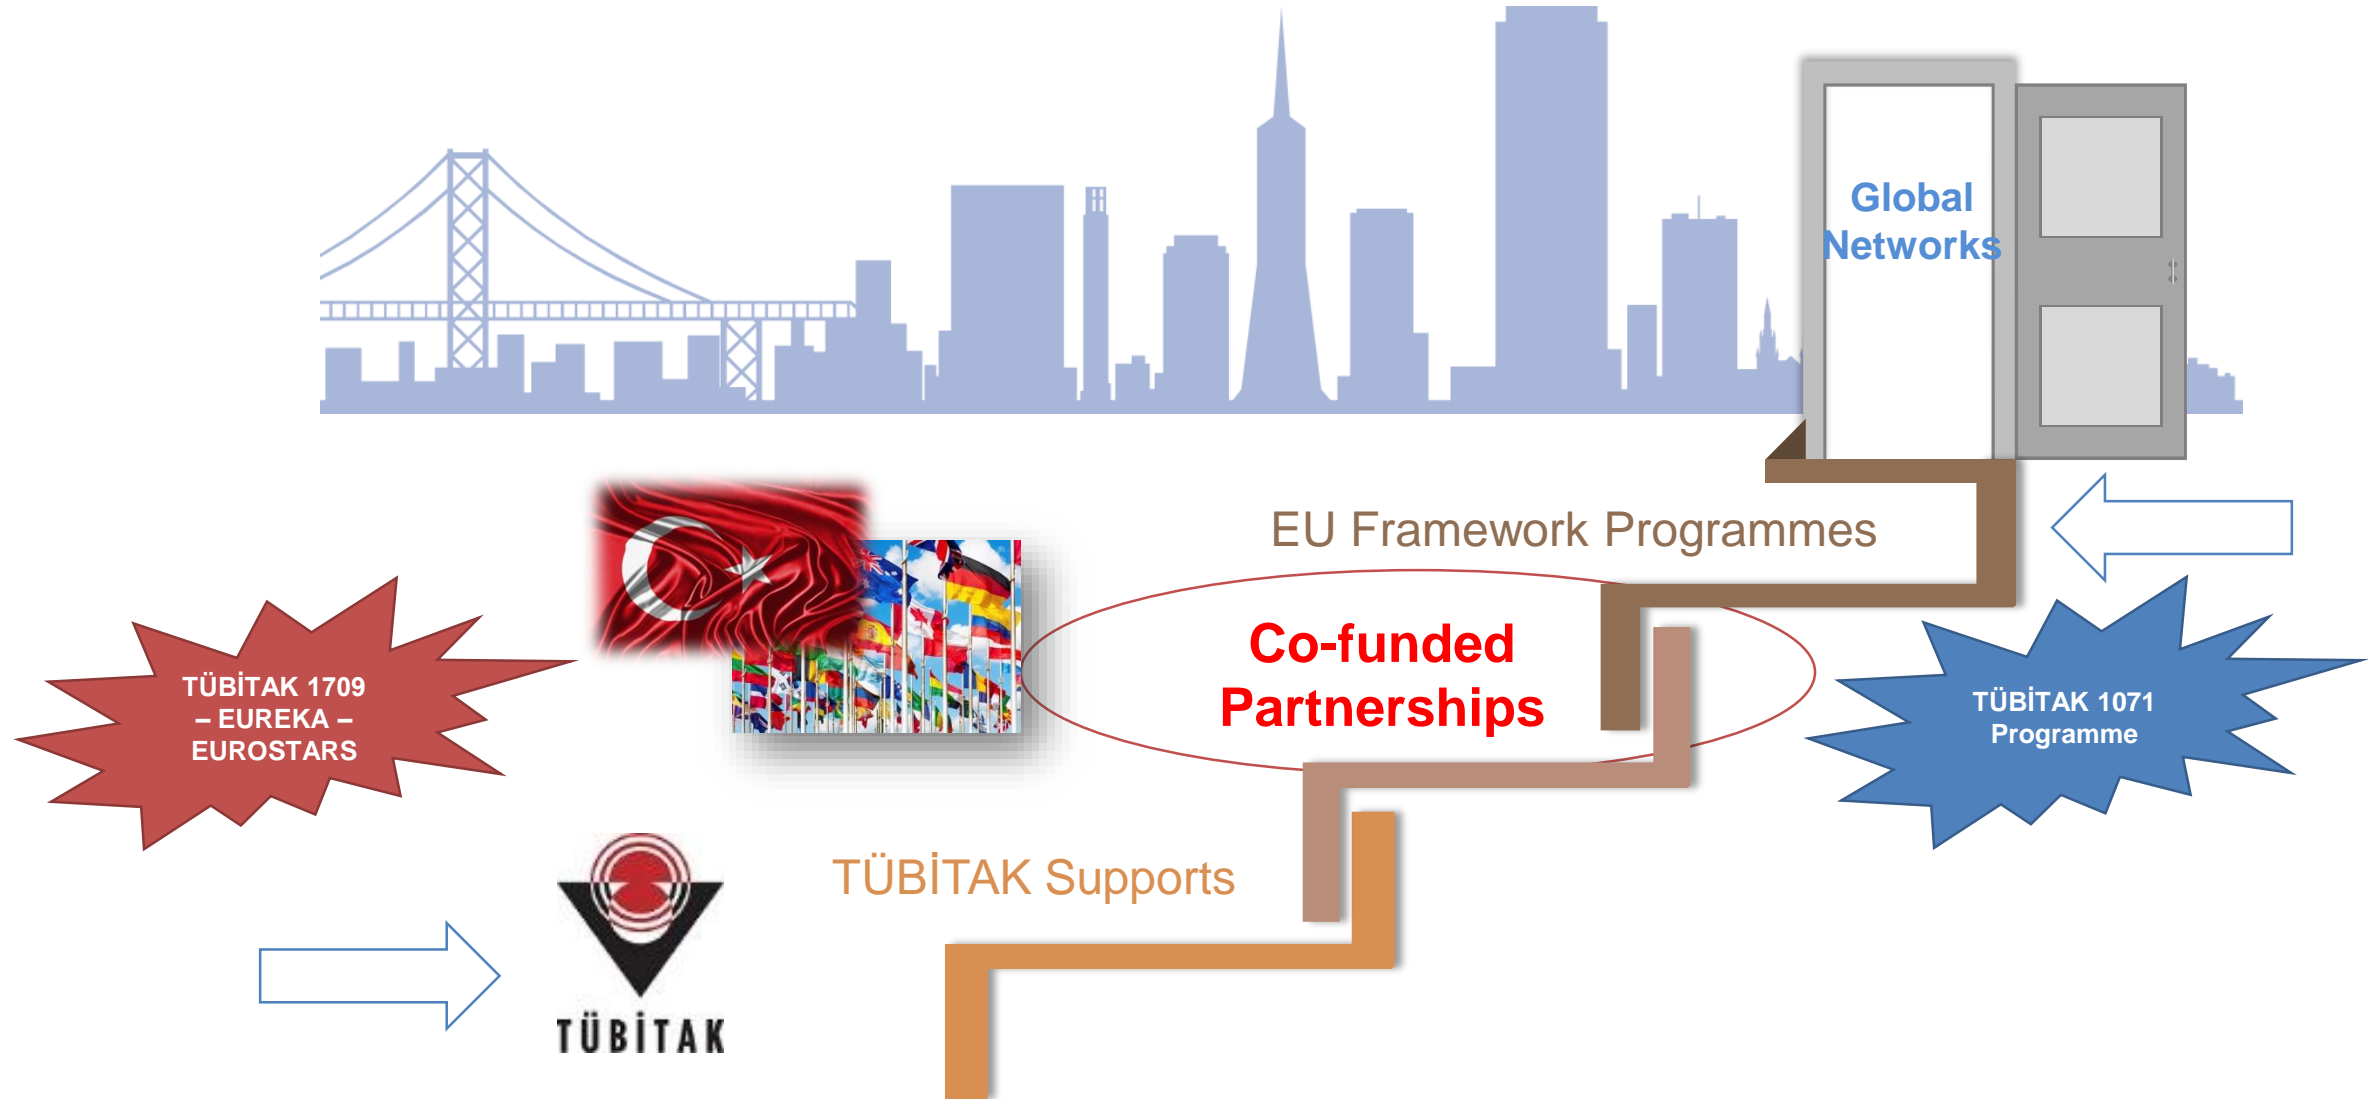 Global
Networks
EU Framework Programmes
Co-funded
Partnerships
TÜBİTAK 1709
– EUREKA –
EUROSTARS
TÜBİTAK 1071
Programme
TÜBİTAK Supports
TÜBİTAK